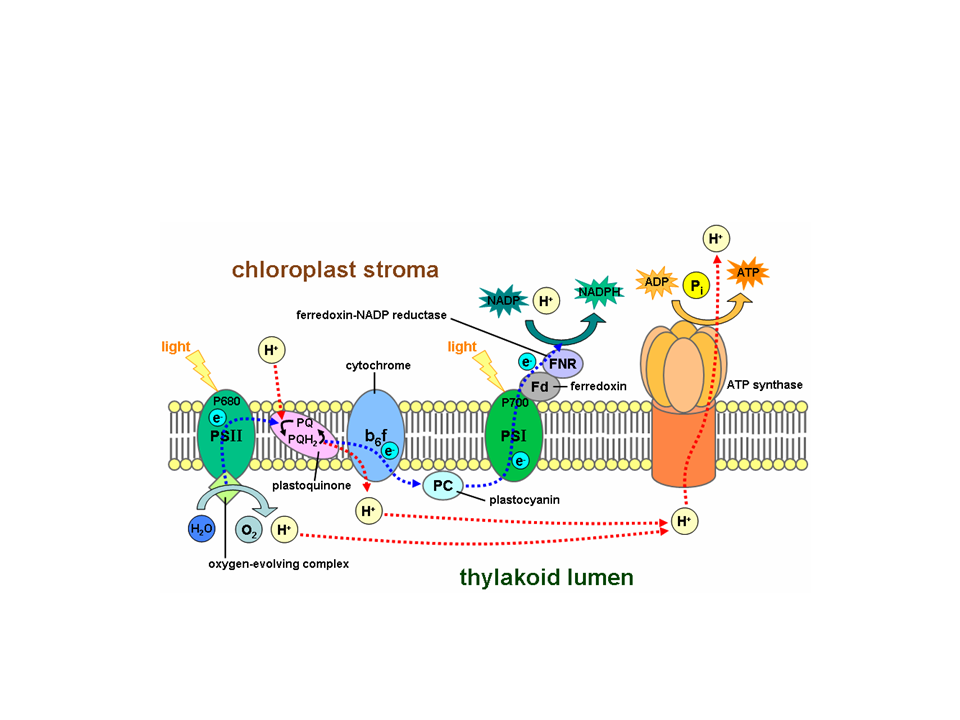 H⁺
chloroplast stroma
ADP
Pᵢ
ATP
NADP
H⁺
NADPH
ferredoxin-NADP reductase
light
H⁺
light
cytochrome
e⁻
FNR
Fd
ferredoxin
ATP synthase
P680
P700
e⁻
PSII
PQ
PQH₂
b₆f
e⁻
PSI
e⁻
plastoquinone
PC
plastocyanin
H₂O
O₂
H⁺
H⁺
H⁺
oxygen-evolving complex
thylakoid lumen